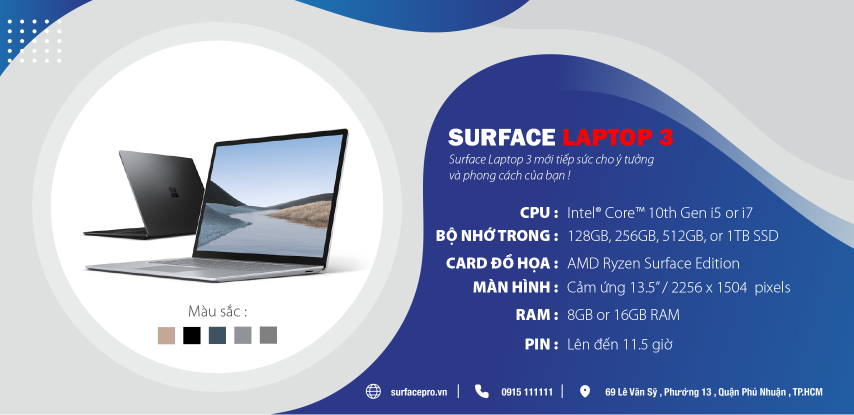 SURFACE LAPTOP 3
Surface Laptop 3 mới tiếp sức cho ý tưởng
và phong cách của bạn !
CPU : Intel® Core™ 10th Gen i5 or i7
BỘ NHỚ TRONG : 128GB, 256GB, 512GB, or 1TB SSD
CARD ĐỒ HỌA : AMD Ryzen Surface Edition
MÀN HÌNH : Cảm ứng 13.5” / 2256 x 1504 pixels
RAM : 8GB or 16GB RAM
PIN : Lên đến 11.5 giờ
Màu sắc :
surfacepro.vn | 0915 111111 | 69 Lê Văn Sỹ , Phường 13 , Quận Phú Nhuận , TP.HCM